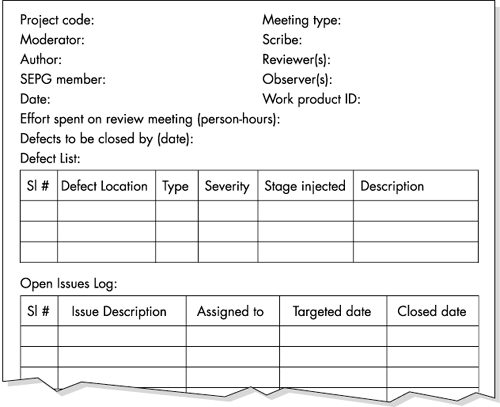 Project code: Meeting type:
Moderator: Scribe:
Author: Reviewer(s):
SEPG member: Observer(s):
Date: Work product ID:
Effort spent on review meeting (person-hours):
Defects to be closed by (date):
Defect List:
Sl # Defect Location Type Severity Stage injected Description
Open Issues Log:
Sl # Issue Description Assigned to Targeted date Closed date